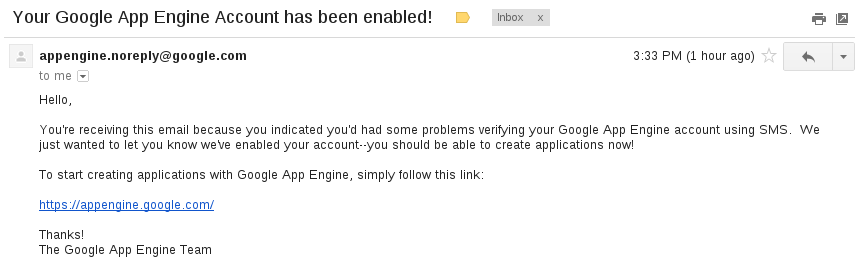 Your Google App Engine Account has been enabled!
Inbox x
appengine.noreply@google.com 3:33 PM (1 hour ago)
to me
Hello,
You're receiving this email because you indicated you'd had some problems verifying your Google App Engine account using SMS.  We
just wanted to let you know we've enabled your account--you should be able to create applications now!
To start creating applications with Google App Engine, simply follow this link:
https://appengine.google.com/
Thanks!
The Google App Engine Team